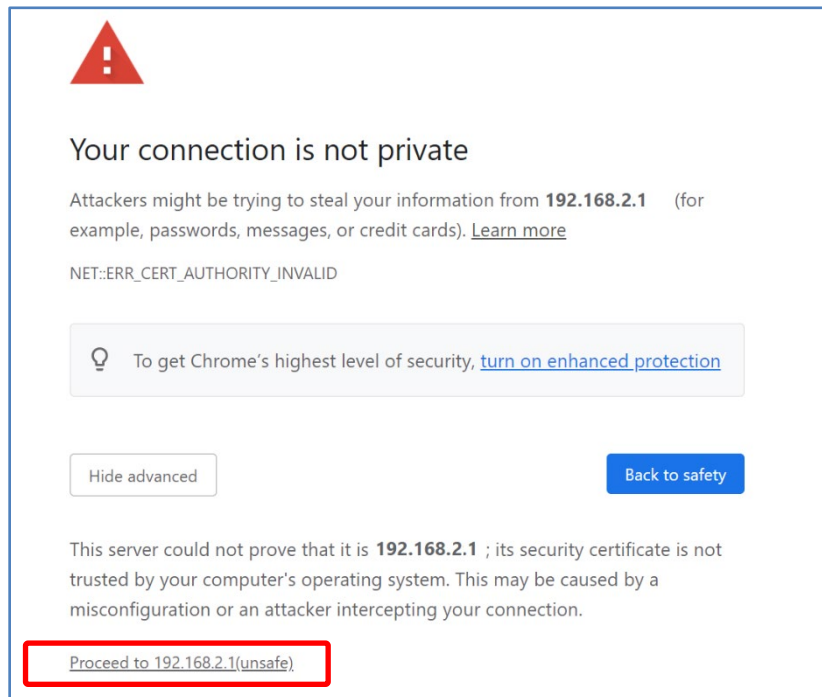 Your connection is not private
Attackers might be trying to steal your information from 192.168.2.1 (for
example, passwords, messages, or credit cards). Learn more
NET::ERR_CERT_AUTHORITY_INVALID
To get Chrome's highest level of security, turn on enhanced protection
Hide advanced
Back to safety
This server could not prove that it is 192.168.2.1 ; its security certificate is not
trusted by your computer's operating system. This may be caused by a
misconfiguration or an attacker intercepting your connection.
Proceed to 192.168.2.1(unsafe)